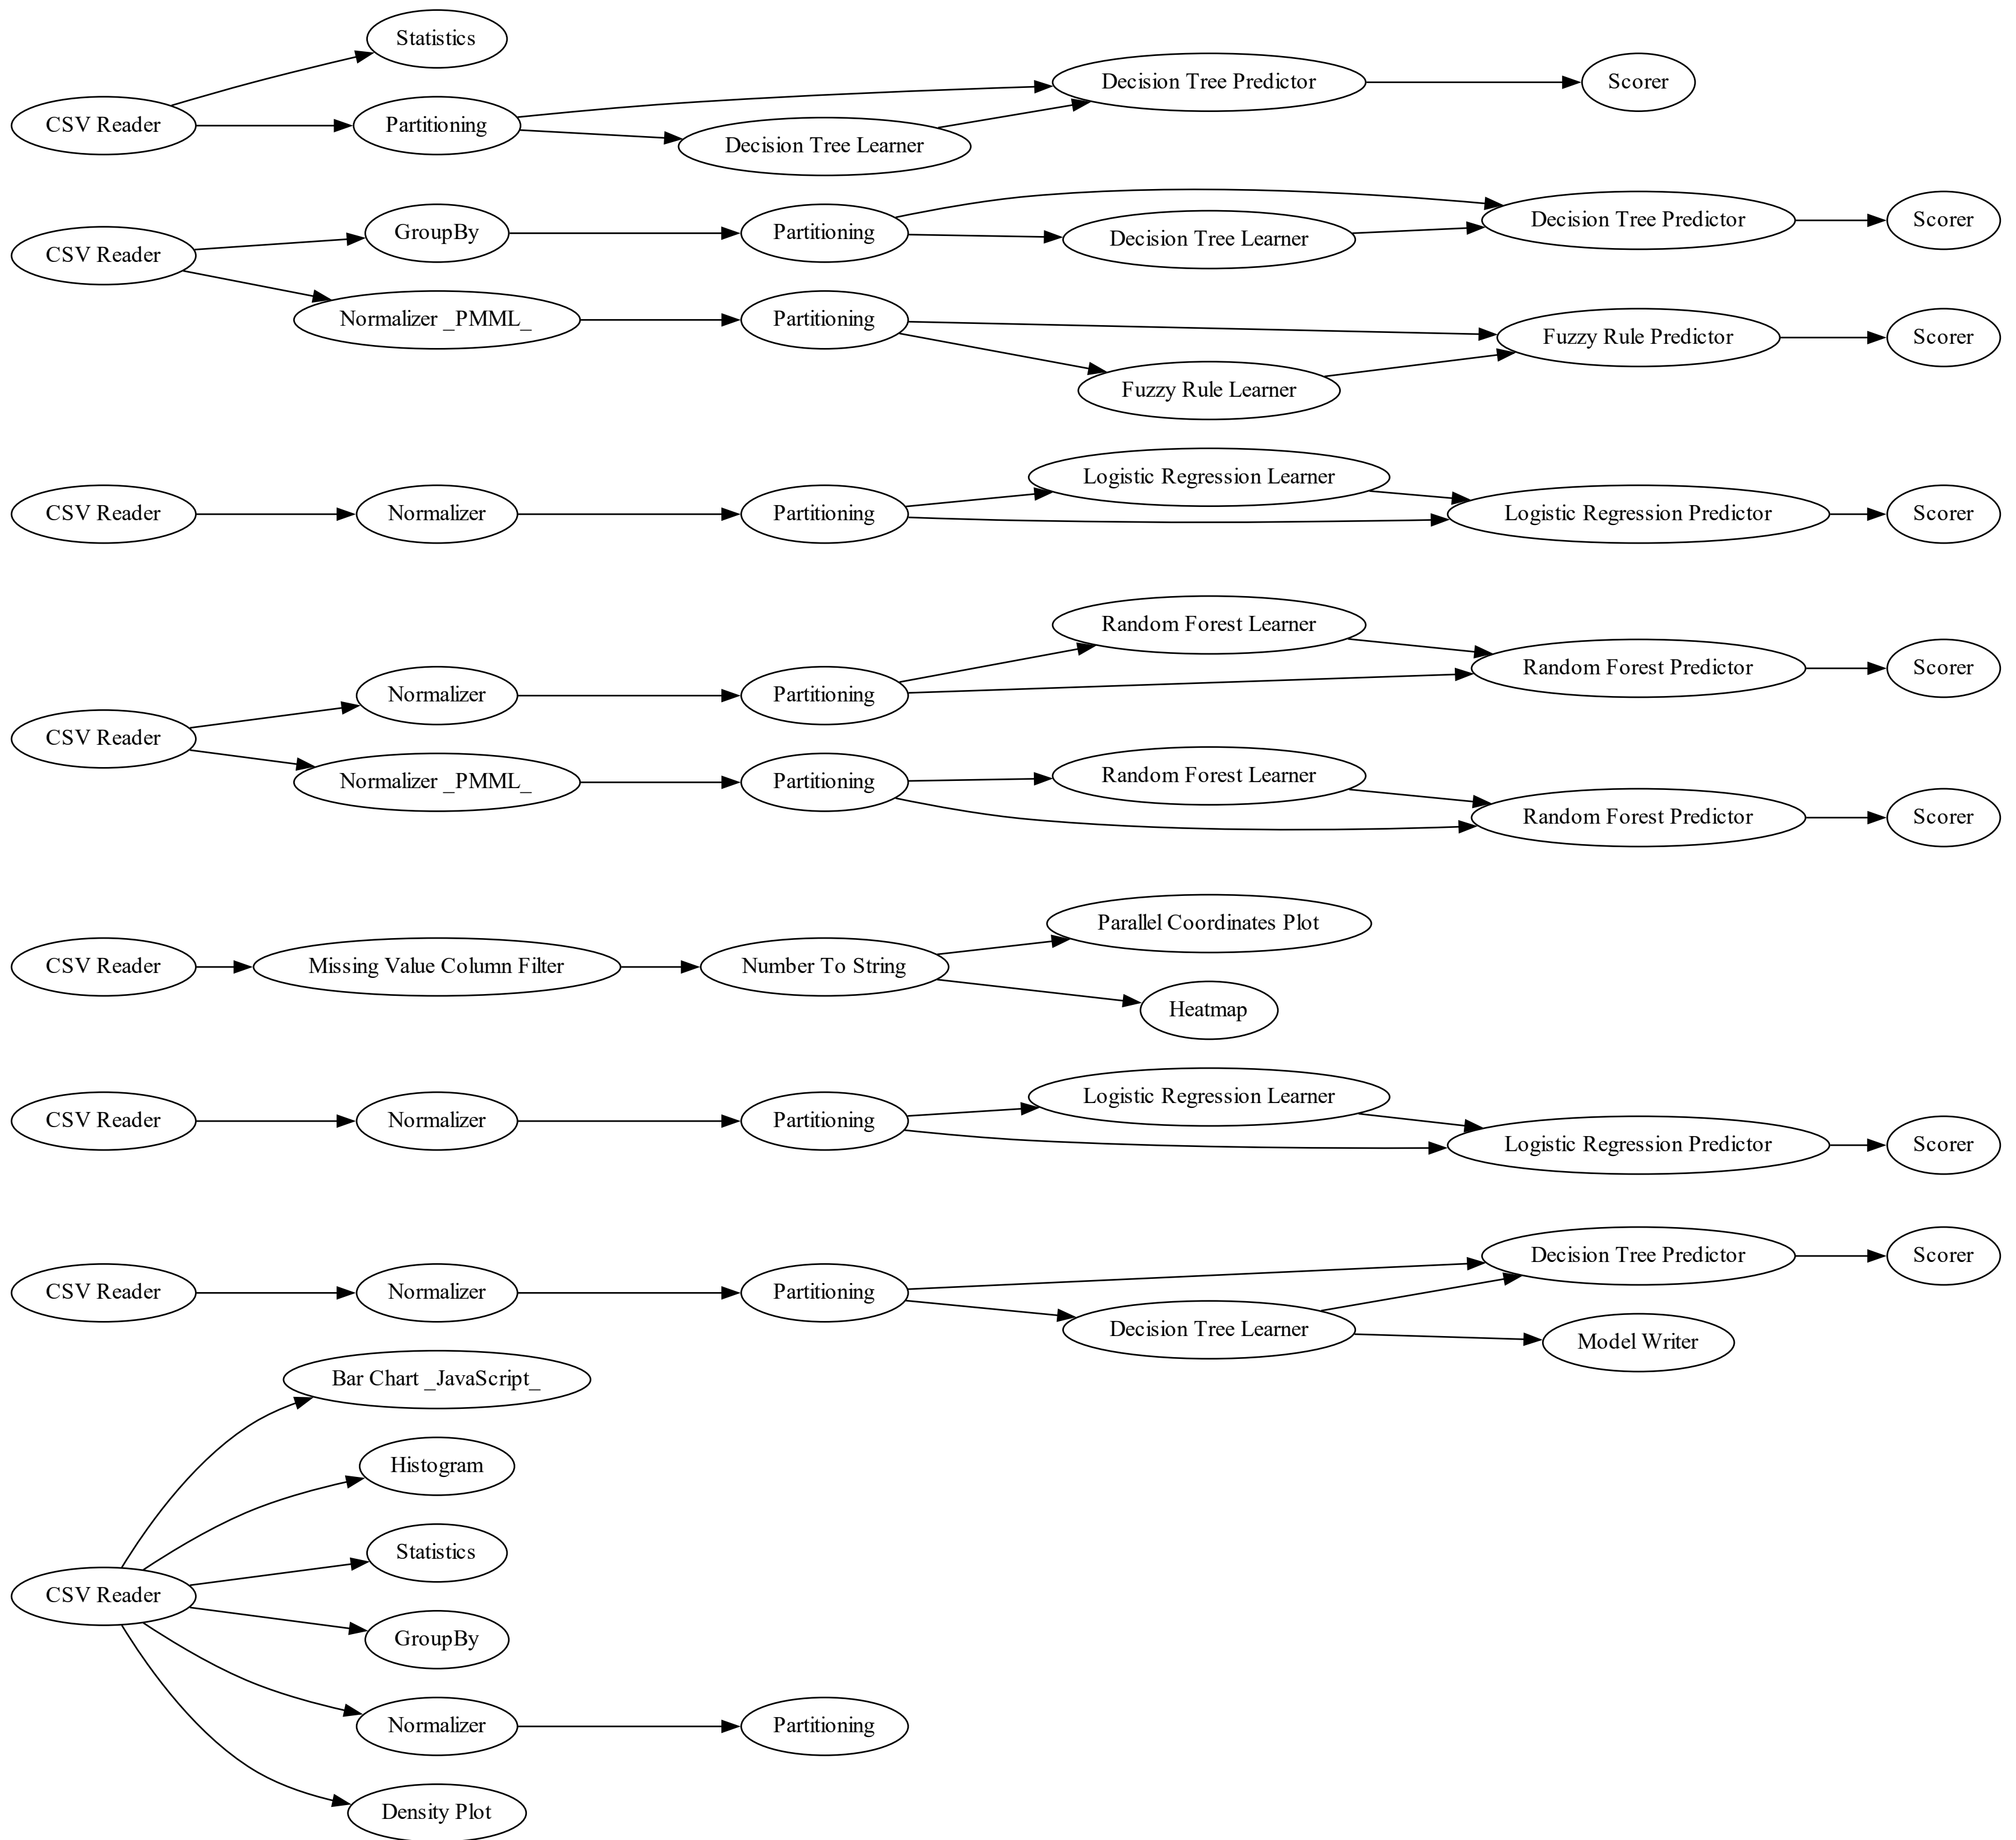 Statistics
CSV Reader
Partitioning
Decision Tree Learner
Decision Tree Predictor
Scorer
CSV Reader
GroupBy
Partitioning
Decision Tree Learner
Decision Tree Predictor
Scorer
Normalizer _PMML_
Partitioning
Fuzzy Rule Learner
Fuzzy Rule Predictor
Scorer
CSV Reader
Normalizer
Partitioning
Logistic Regression Learner
Logistic Regression Predictor
Scorer
CSV Reader
Normalizer
Partitioning
Random Forest Learner
Random Forest Predictor
Scorer
Normalizer _PMML_
Partitioning
Random Forest Learner
Random Forest Predictor
Scorer
CSV Reader
Missing Value Column Filter
Number To String
Parallel Coordinates Plot
Heatmap
CSV Reader
Normalizer
Partitioning
Logistic Regression Learner
Logistic Regression Predictor
Scorer
CSV Reader
Normalizer
Partitioning
Decision Tree Learner
Decision Tree Predictor
Scorer
Model Writer
CSV Reader
Bar Chart _JavaScript_
Histogram
Statistics
GroupBy
Normalizer
Partitioning
Density Plot